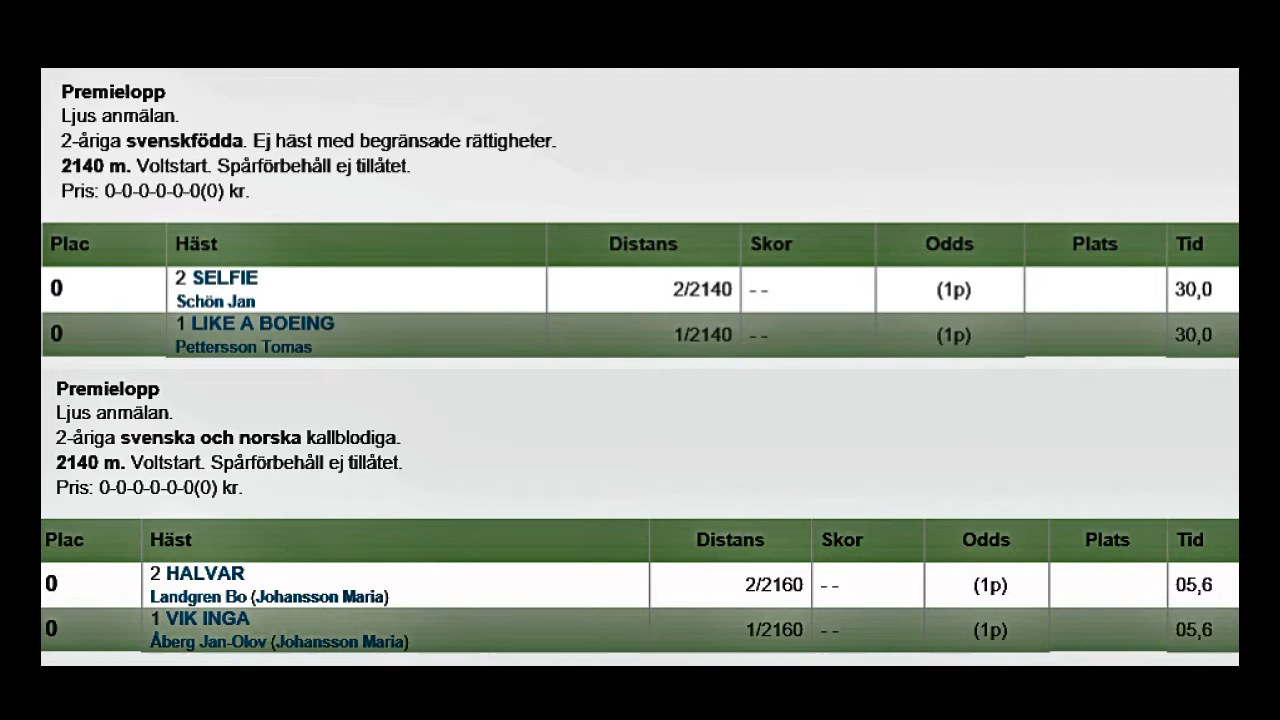 Premielopp
Ljus anmälan.
2-åriga svenskfödda. Ej häst med begränsade rättigheter.
2140 m. Voltstart. Spårförbehåll ej tillåtet.
Pris: 0-0-0-0-0-0(0) kr.
Plac Häst Distans Skor Odds Plats Tid
0 2 SELFIE 2/2140 - - (1p) 30,0
Schön Jan
0 1 LIKE A BOEING 1/2140 - - (1p) 30,0
Pettersson Tomas
Premielopp
Ljus anmälan.
2-åriga svenska och norska kallblodiga.
2140 m. Voltstart. Spårförbehåll ej tillåtet.
Pris: 0-0-0-0-0-0(0) kr.
Plac Häst Distans Skor Odds Plats Tid
0 2 HALVAR 2/2160 - - (1p) 05,6
Landgren Bo (Johansson Maria)
0 1 VIK INGA 1/2160 - - (1p) 05,6
Åberg Jan-Olov (Johansson Maria)